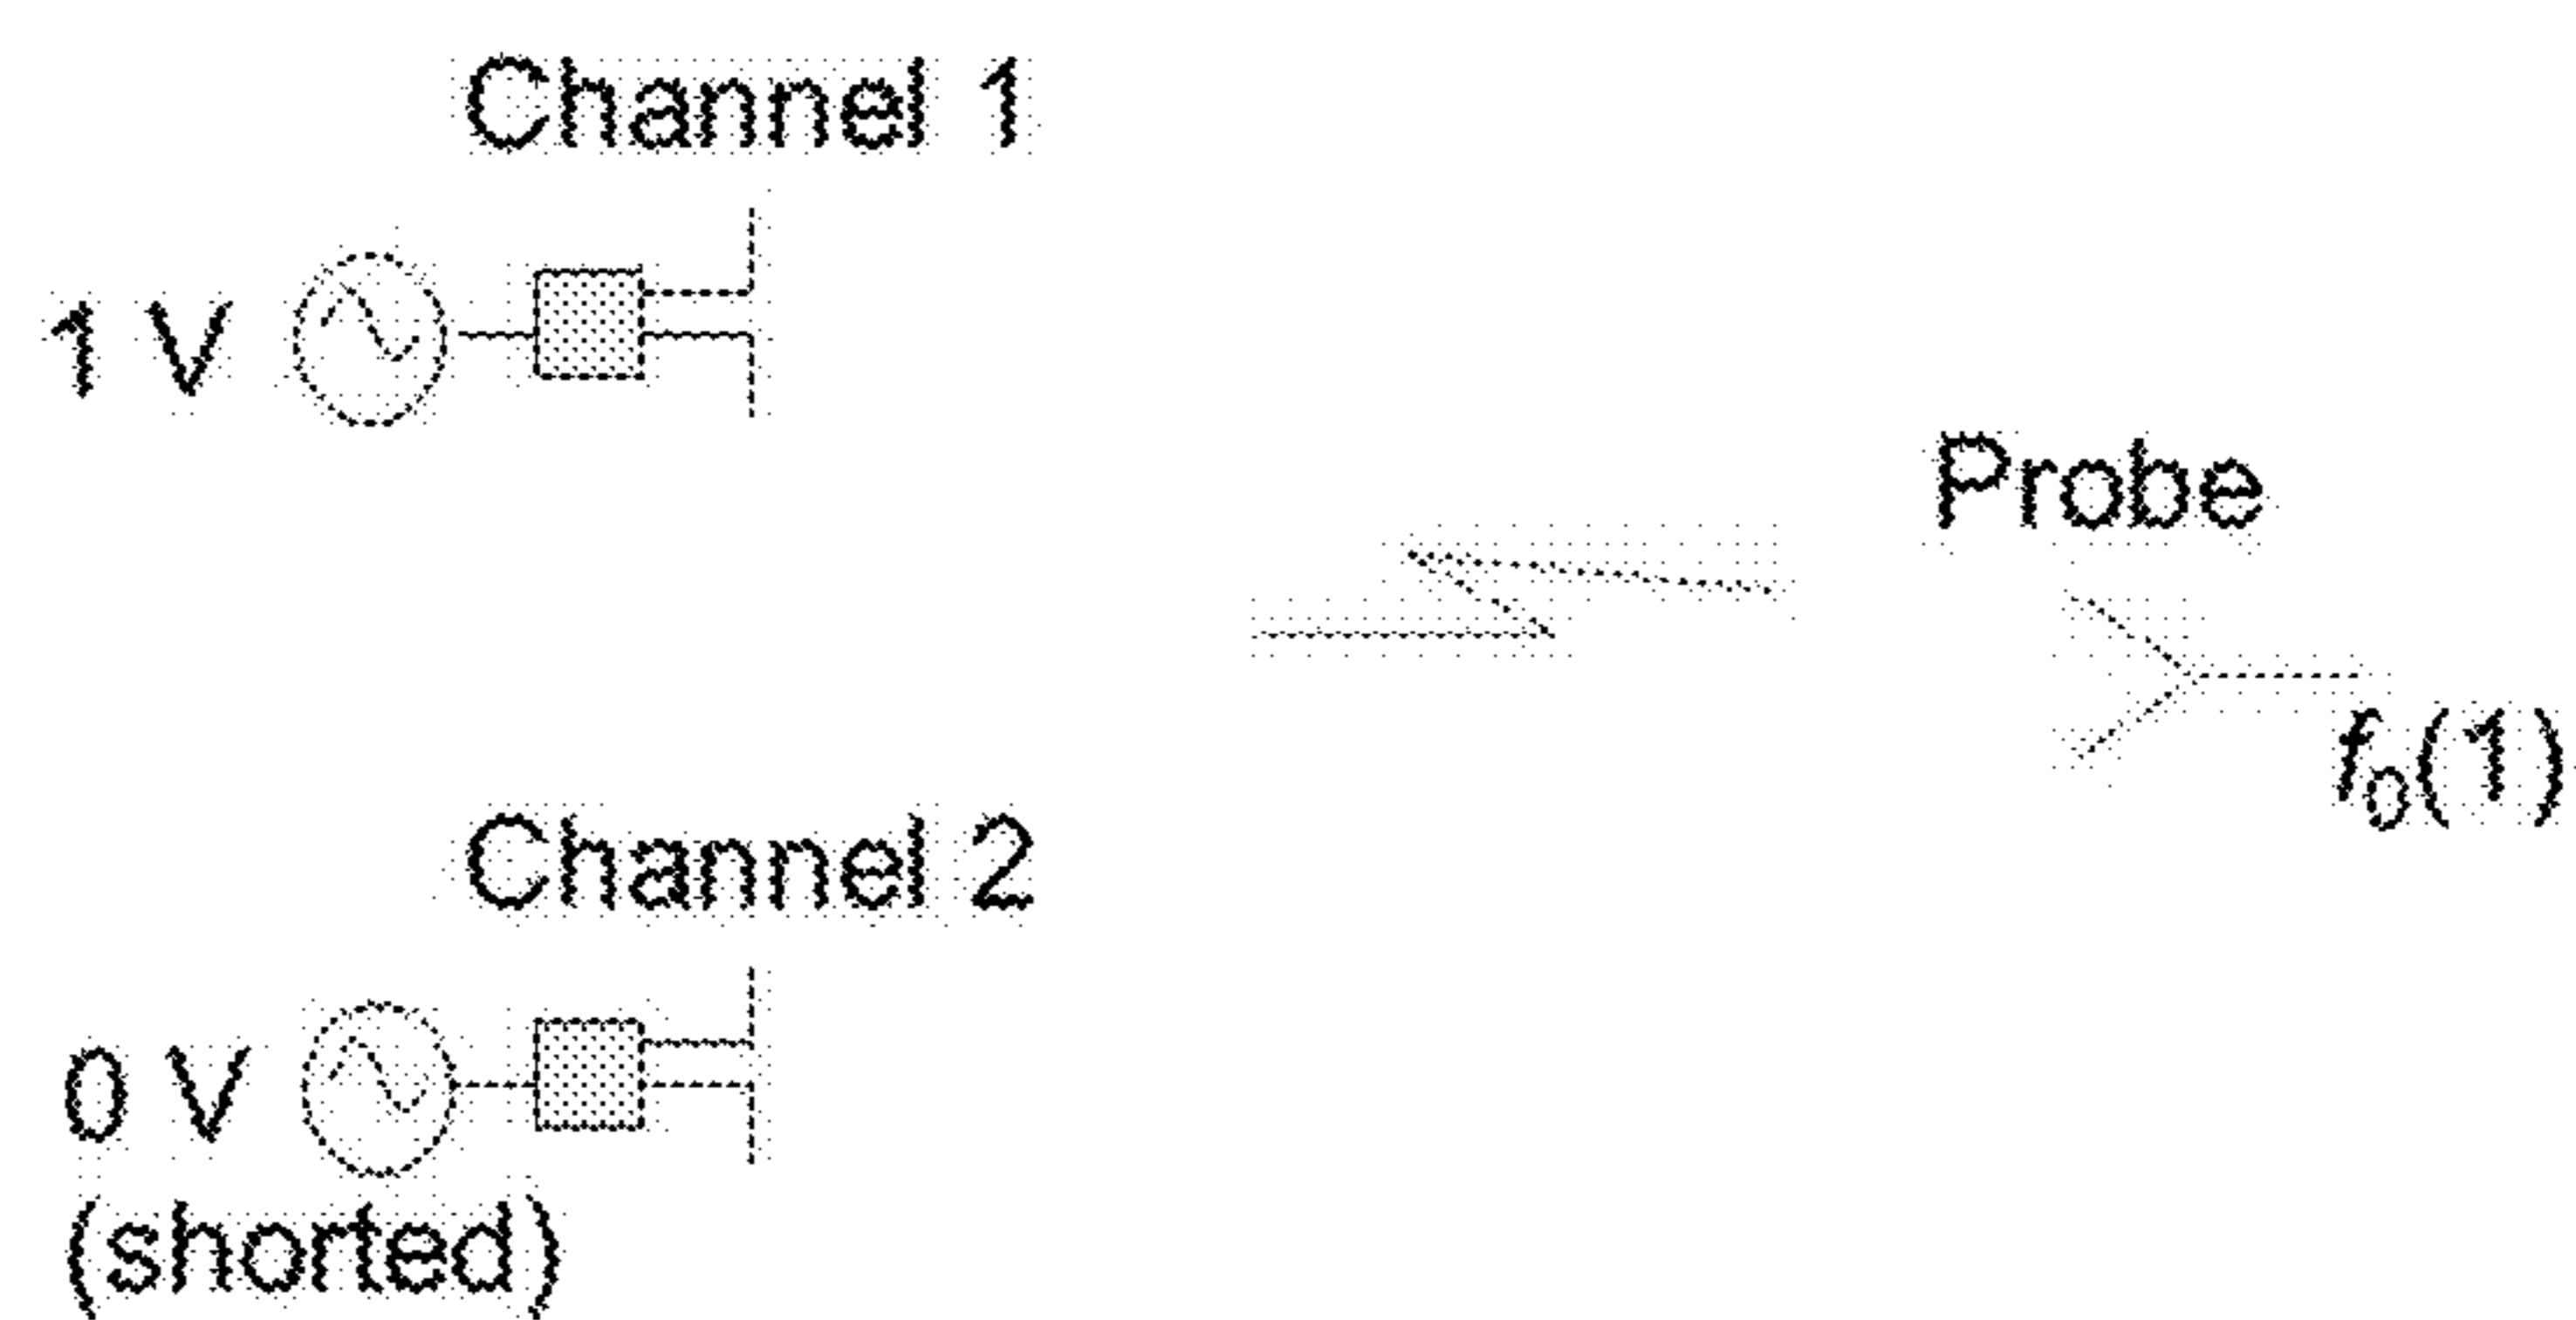 Channel 1
1 V
Probe
f0(1)
Channel 2
0 V
(shorted)